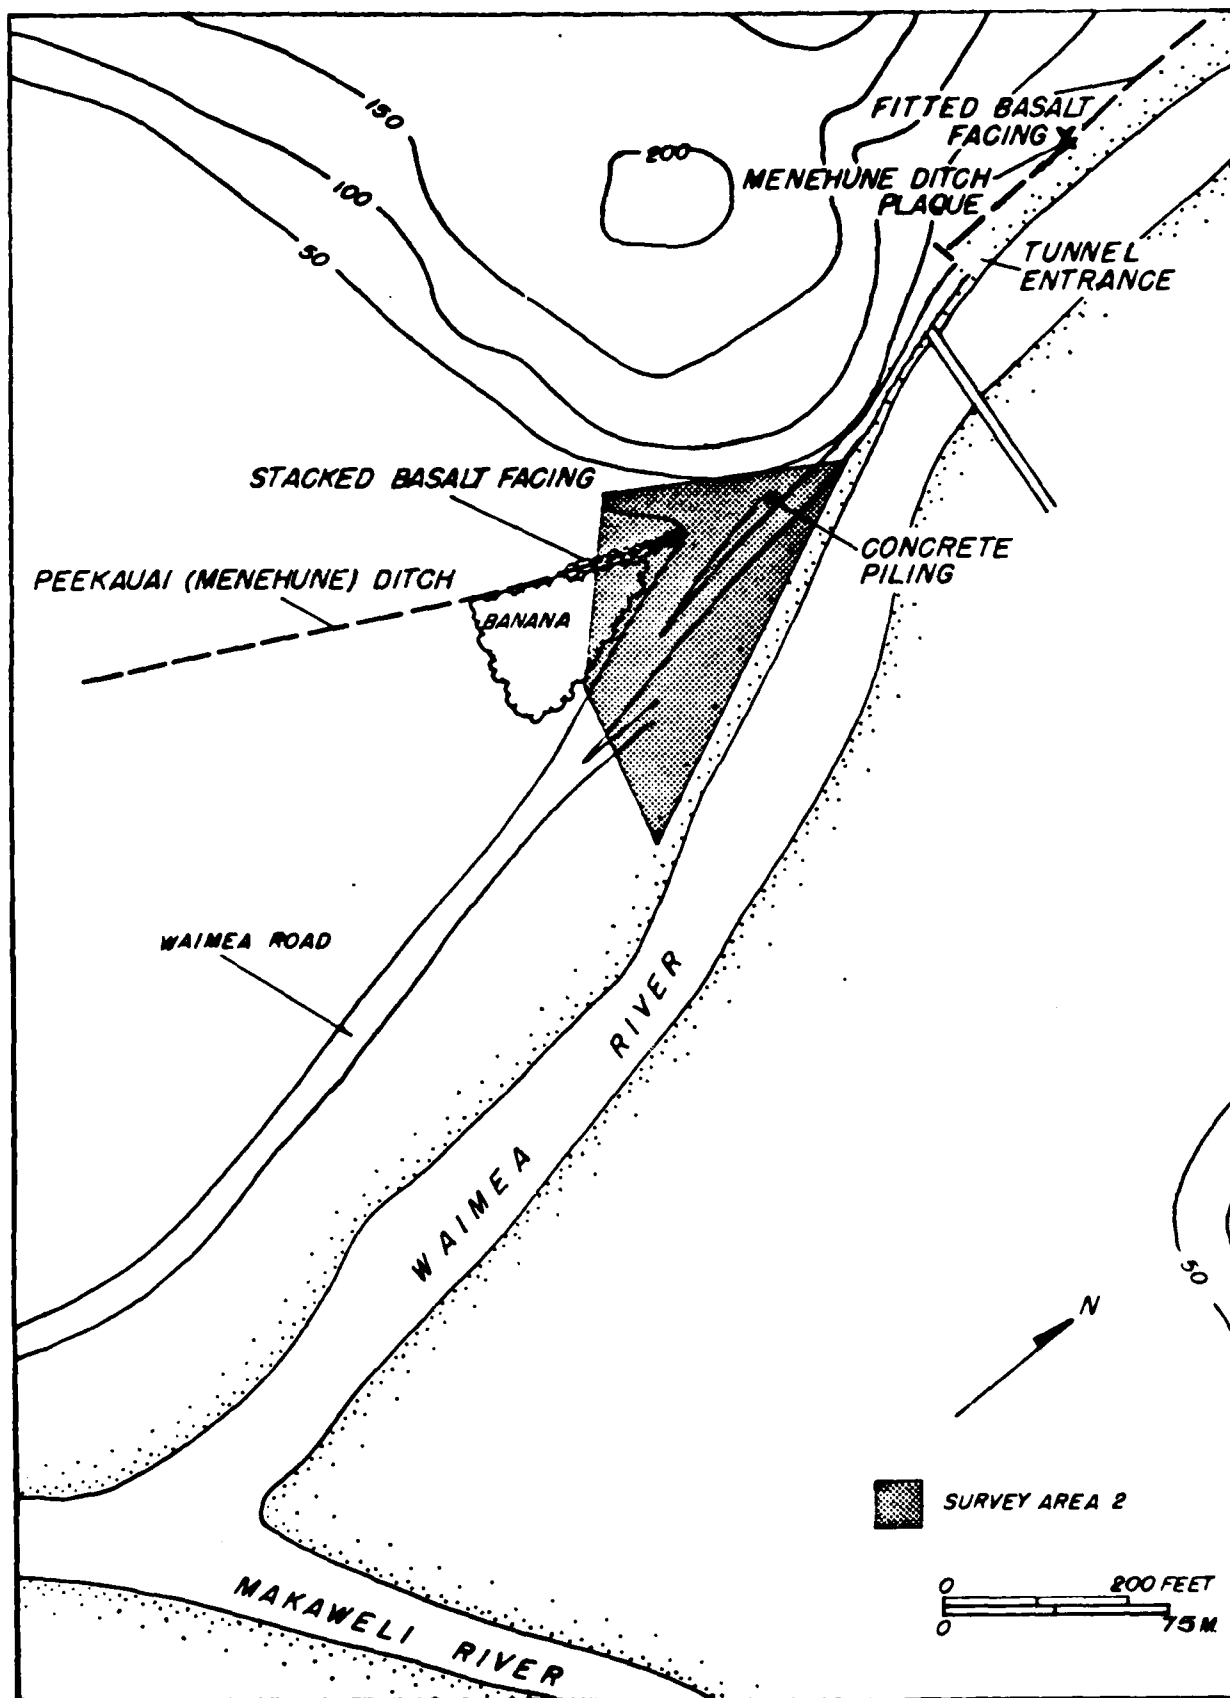 150
200
100
50
FITTED BASALT
FACING
MENEHUNE DITCH
PLAQUE
TUNNEL
ENTRANCE
STACKED BASALT FACING
CONCRETE
PILING
PEEKAUAI (MENEHUNE) DITCH
BANANA
WAIMEA ROAD
WAIMEA RIVER
50
N
SURVEY AREA 2
0 200 FEET
0 75 M.
MAKAWELI RIVER